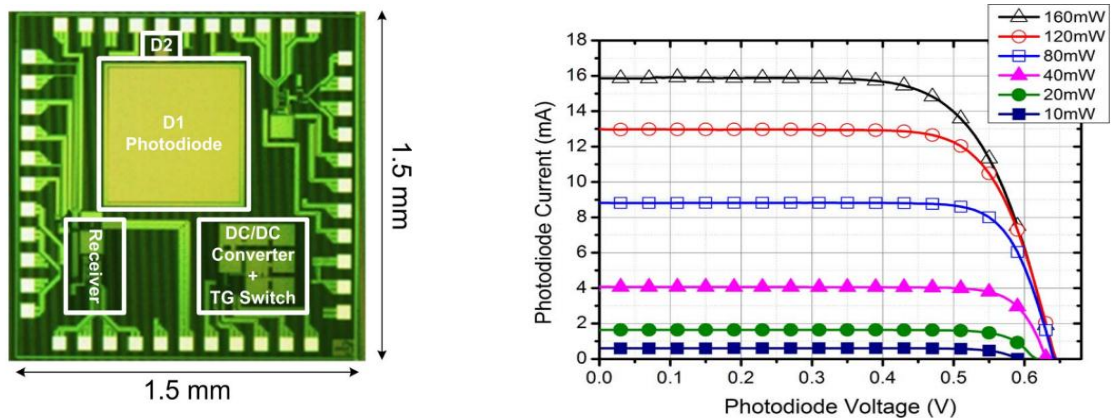 D2
D1
Photodiode
Receiver
DC/DC
Converter
+
TG Switch
1.5 mm
1.5 mm
160mW
120mW
80mW
40mW
20mW
10mW
18
16
14
12
10
8
6
4
2
0
Photodiode Current (mA)
0.0 0.1 0.2 0.3 0.4 0.5 0.6
Photodiode Voltage (V)